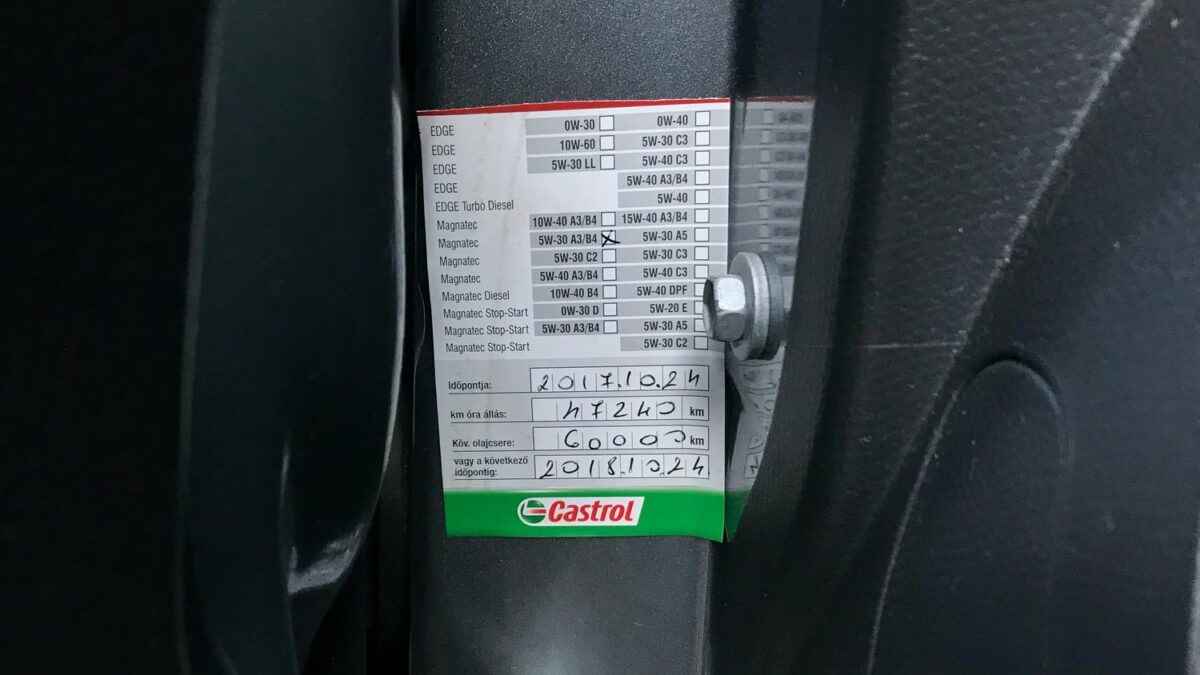 EDGE 0W-30 0W-40
EDGE 10W-60 5W-30 C3
EDGE 5W-30 LL 5W-40 C3
EDGE 5W-40 A3/B4
EDGE Turbo Diesel 5W-40
Magnatec 10W-40 A3/B4 15W-40 A3/B4
Magnatec 5W-30 A3/B4 X 5W-30 A5
Magnatec 5W-30 C2 5W-30 C3
Magnatec 5W-40 A3/B4 5W-40 C3
Magnatec Diesel 10W-40 B4 5W-40 DPF
Magnatec Stop-Start 0W-30 D 5W-20 E
Magnatec Stop-Start 5W-30 A3/B4 5W-30 A5
Magnatec Stop-Start 5W-30 C2
Időpontja: 2017.10.24
km óra állás: 47240 km
Köv. olajcsere: 60000 km
vagy a következő
időpontig: 2018.10.24
Castrol